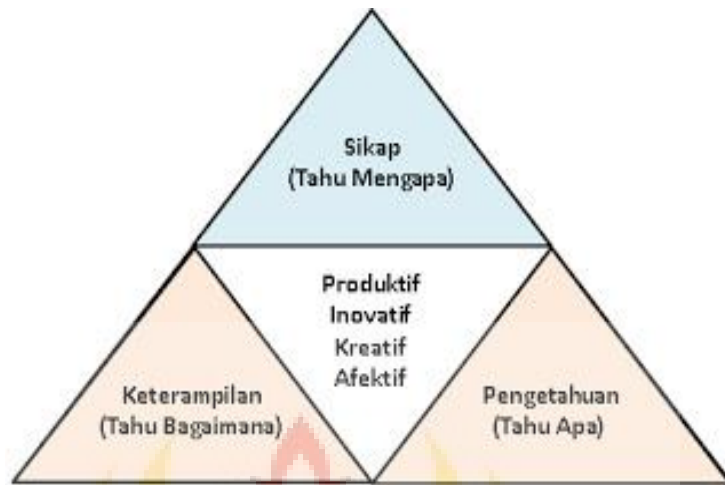 Sikap
(Tahu Mengapa)
Produktif
Inovatif
Kreatif
Afektif
Keterampilan
(Tahu Bagaimana)
Pengetahuan
(Tahu Apa)